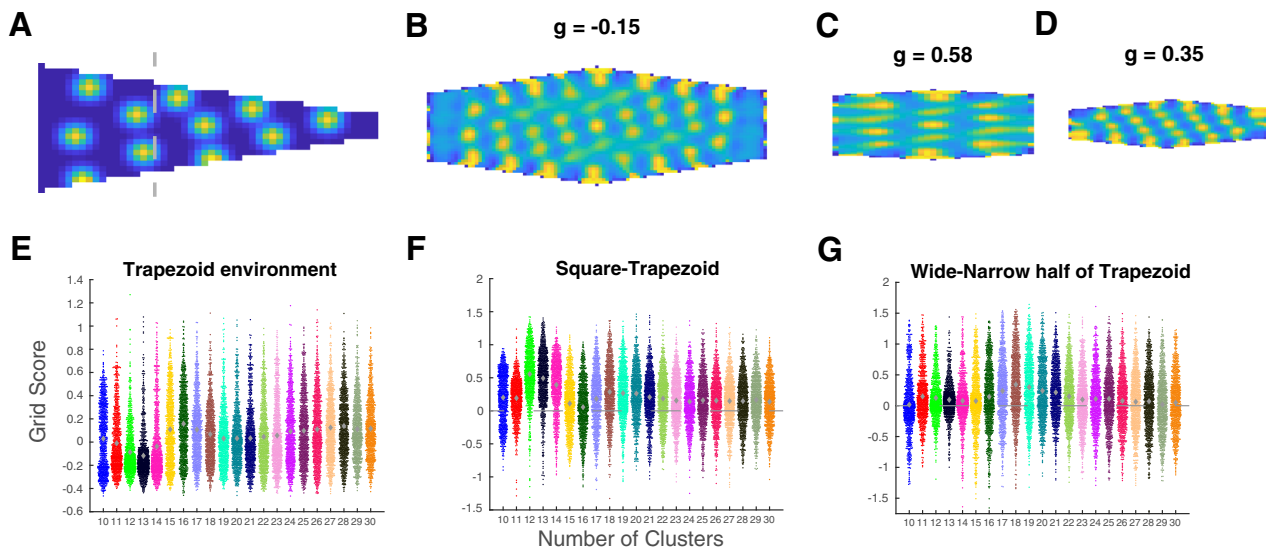 A
B
g = -0.15
C
g = 0.58
D
g = 0.35
E
Trapezoid environment
Grid Score
1.4
1.2
1
0.8
0.6
0.4
0.2
0
-0.2
-0.4
-0.6
10 11 12 13 14 15 16 17 18 19 20 21 22 23 24 25 26 27 28 29 30
F
Square-Trapezoid
2
1.5
1
0.5
0
-0.5
-1
-1.5
10 11 12 13 14 15 16 17 18 19 20 21 22 23 24 25 26 27 28 29 30
Number of Clusters
G
Wide-Narrow half of Trapezoid
2
1.5
1
0.5
0
-0.5
-1
-1.5
10 11 12 13 14 15 16 17 18 19 20 21 22 23 24 25 26 27 28 29 30